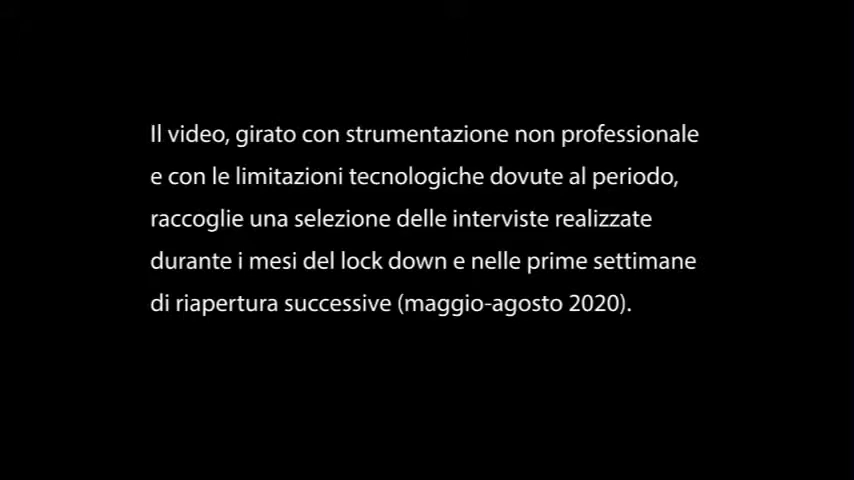 Il video, girato con strumentazione non professionale
e con le limitazioni tecnologiche dovute al periodo,
raccoglie una selezione delle interviste realizzate
durante i mesi del lock down e nelle prime settimane
di riapertura successive (maggio-agosto 2020).